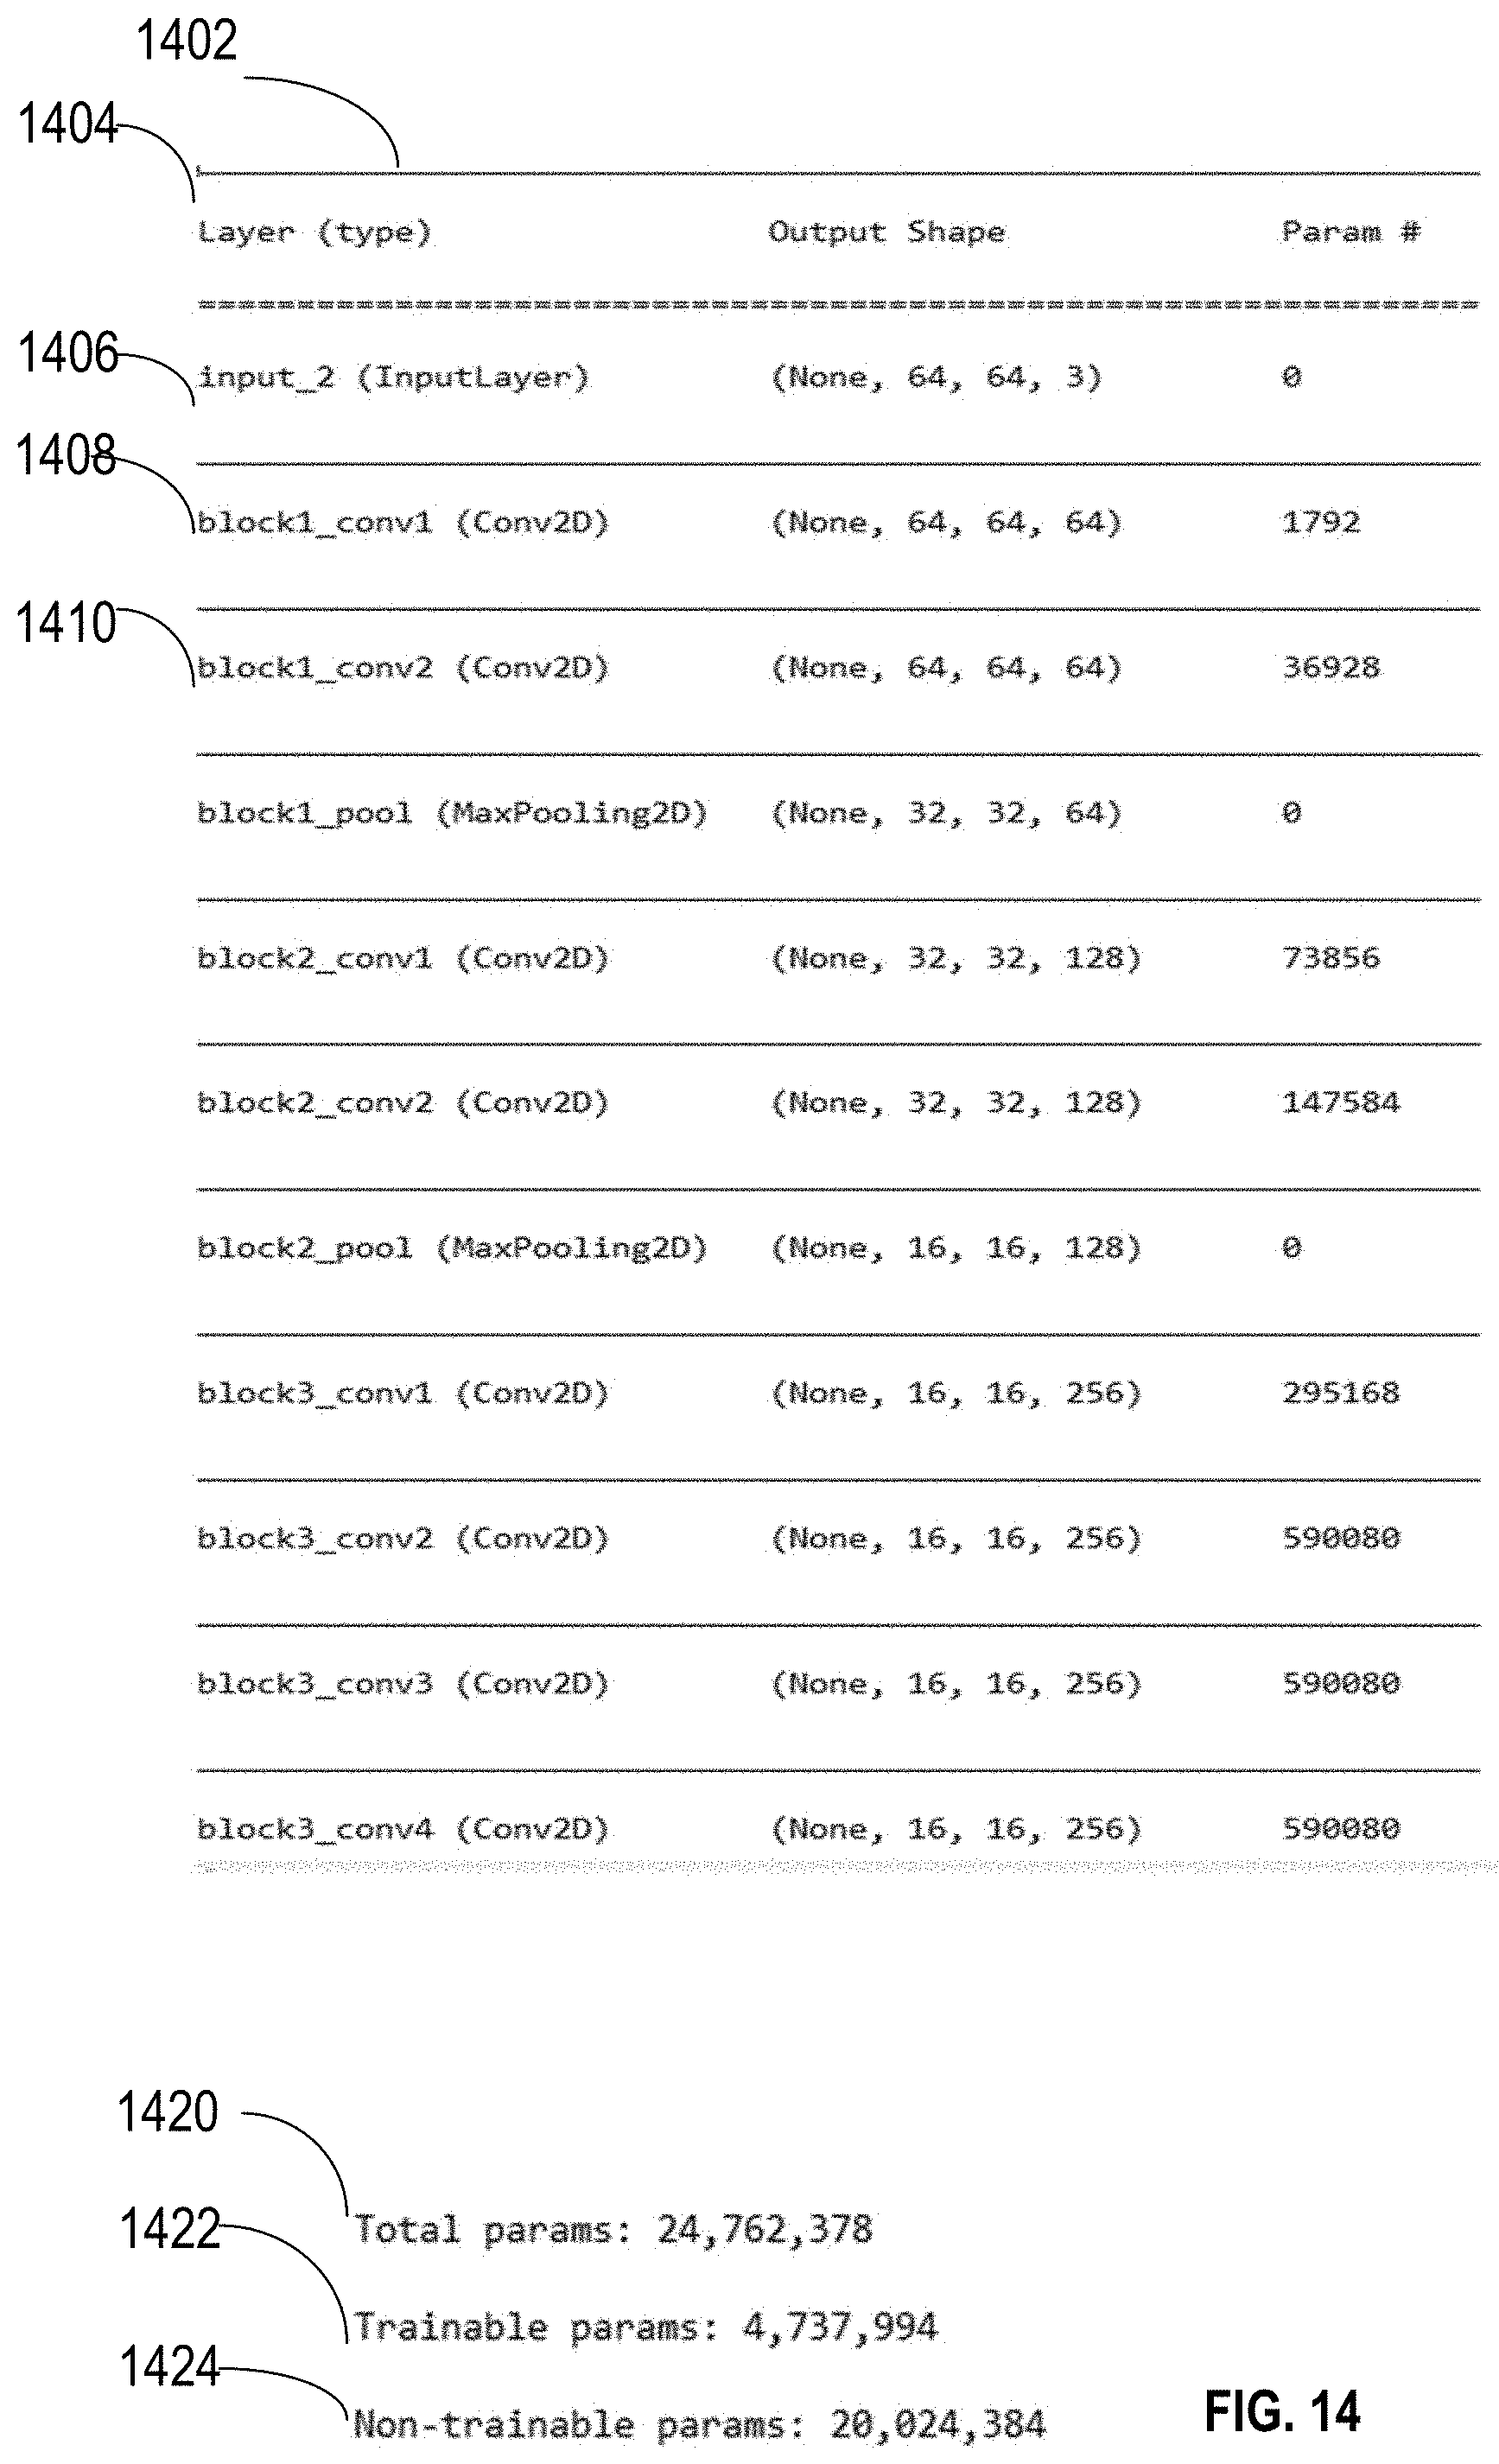 1402
1404
Layer (type) Output Shape Param #
=================================================================
1406
input_2 (InputLayer) (None, 64, 64, 3) 0
1408
block1_conv1 (Conv2D) (None, 64, 64, 64) 1792
1410
block1_conv2 (Conv2D) (None, 64, 64, 64) 36928
block1_pool (MaxPooling2D) (None, 32, 32, 64) 0
block2_conv1 (Conv2D) (None, 32, 32, 128) 73856
block2_conv2 (Conv2D) (None, 32, 32, 128) 147584
block2_pool (MaxPooling2D) (None, 16, 16, 128) 0
block3_conv1 (Conv2D) (None, 16, 16, 256) 295168
block3_conv2 (Conv2D) (None, 16, 16, 256) 590080
block3_conv3 (Conv2D) (None, 16, 16, 256) 590080
block3_conv4 (Conv2D) (None, 16, 16, 256) 590080
1420
Total params: 24,762,378
1422
Trainable params: 4,737,994
1424
Non-trainable params: 20,024,384
FIG. 14